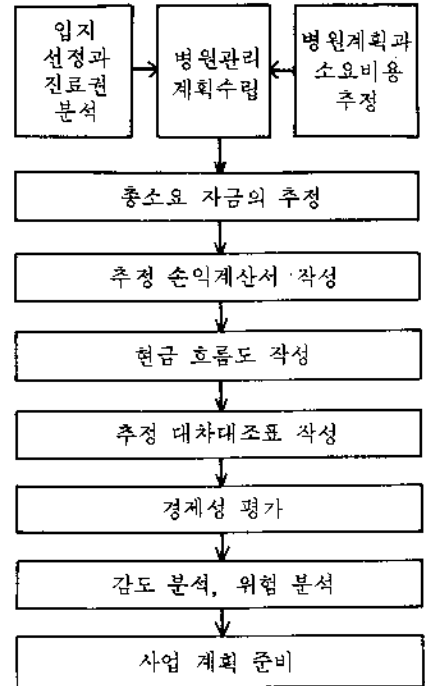 입지
선정과
진료권
분석
병원관리
계획수립
병원계획과
소요비용
추정
총소요 자금의 추정
추정 손익계산서 작성
현금 흐름도 작성
추정 대차대조표 작성
경제성 평가
감도 분석, 위험 분석
사업 계획 준비